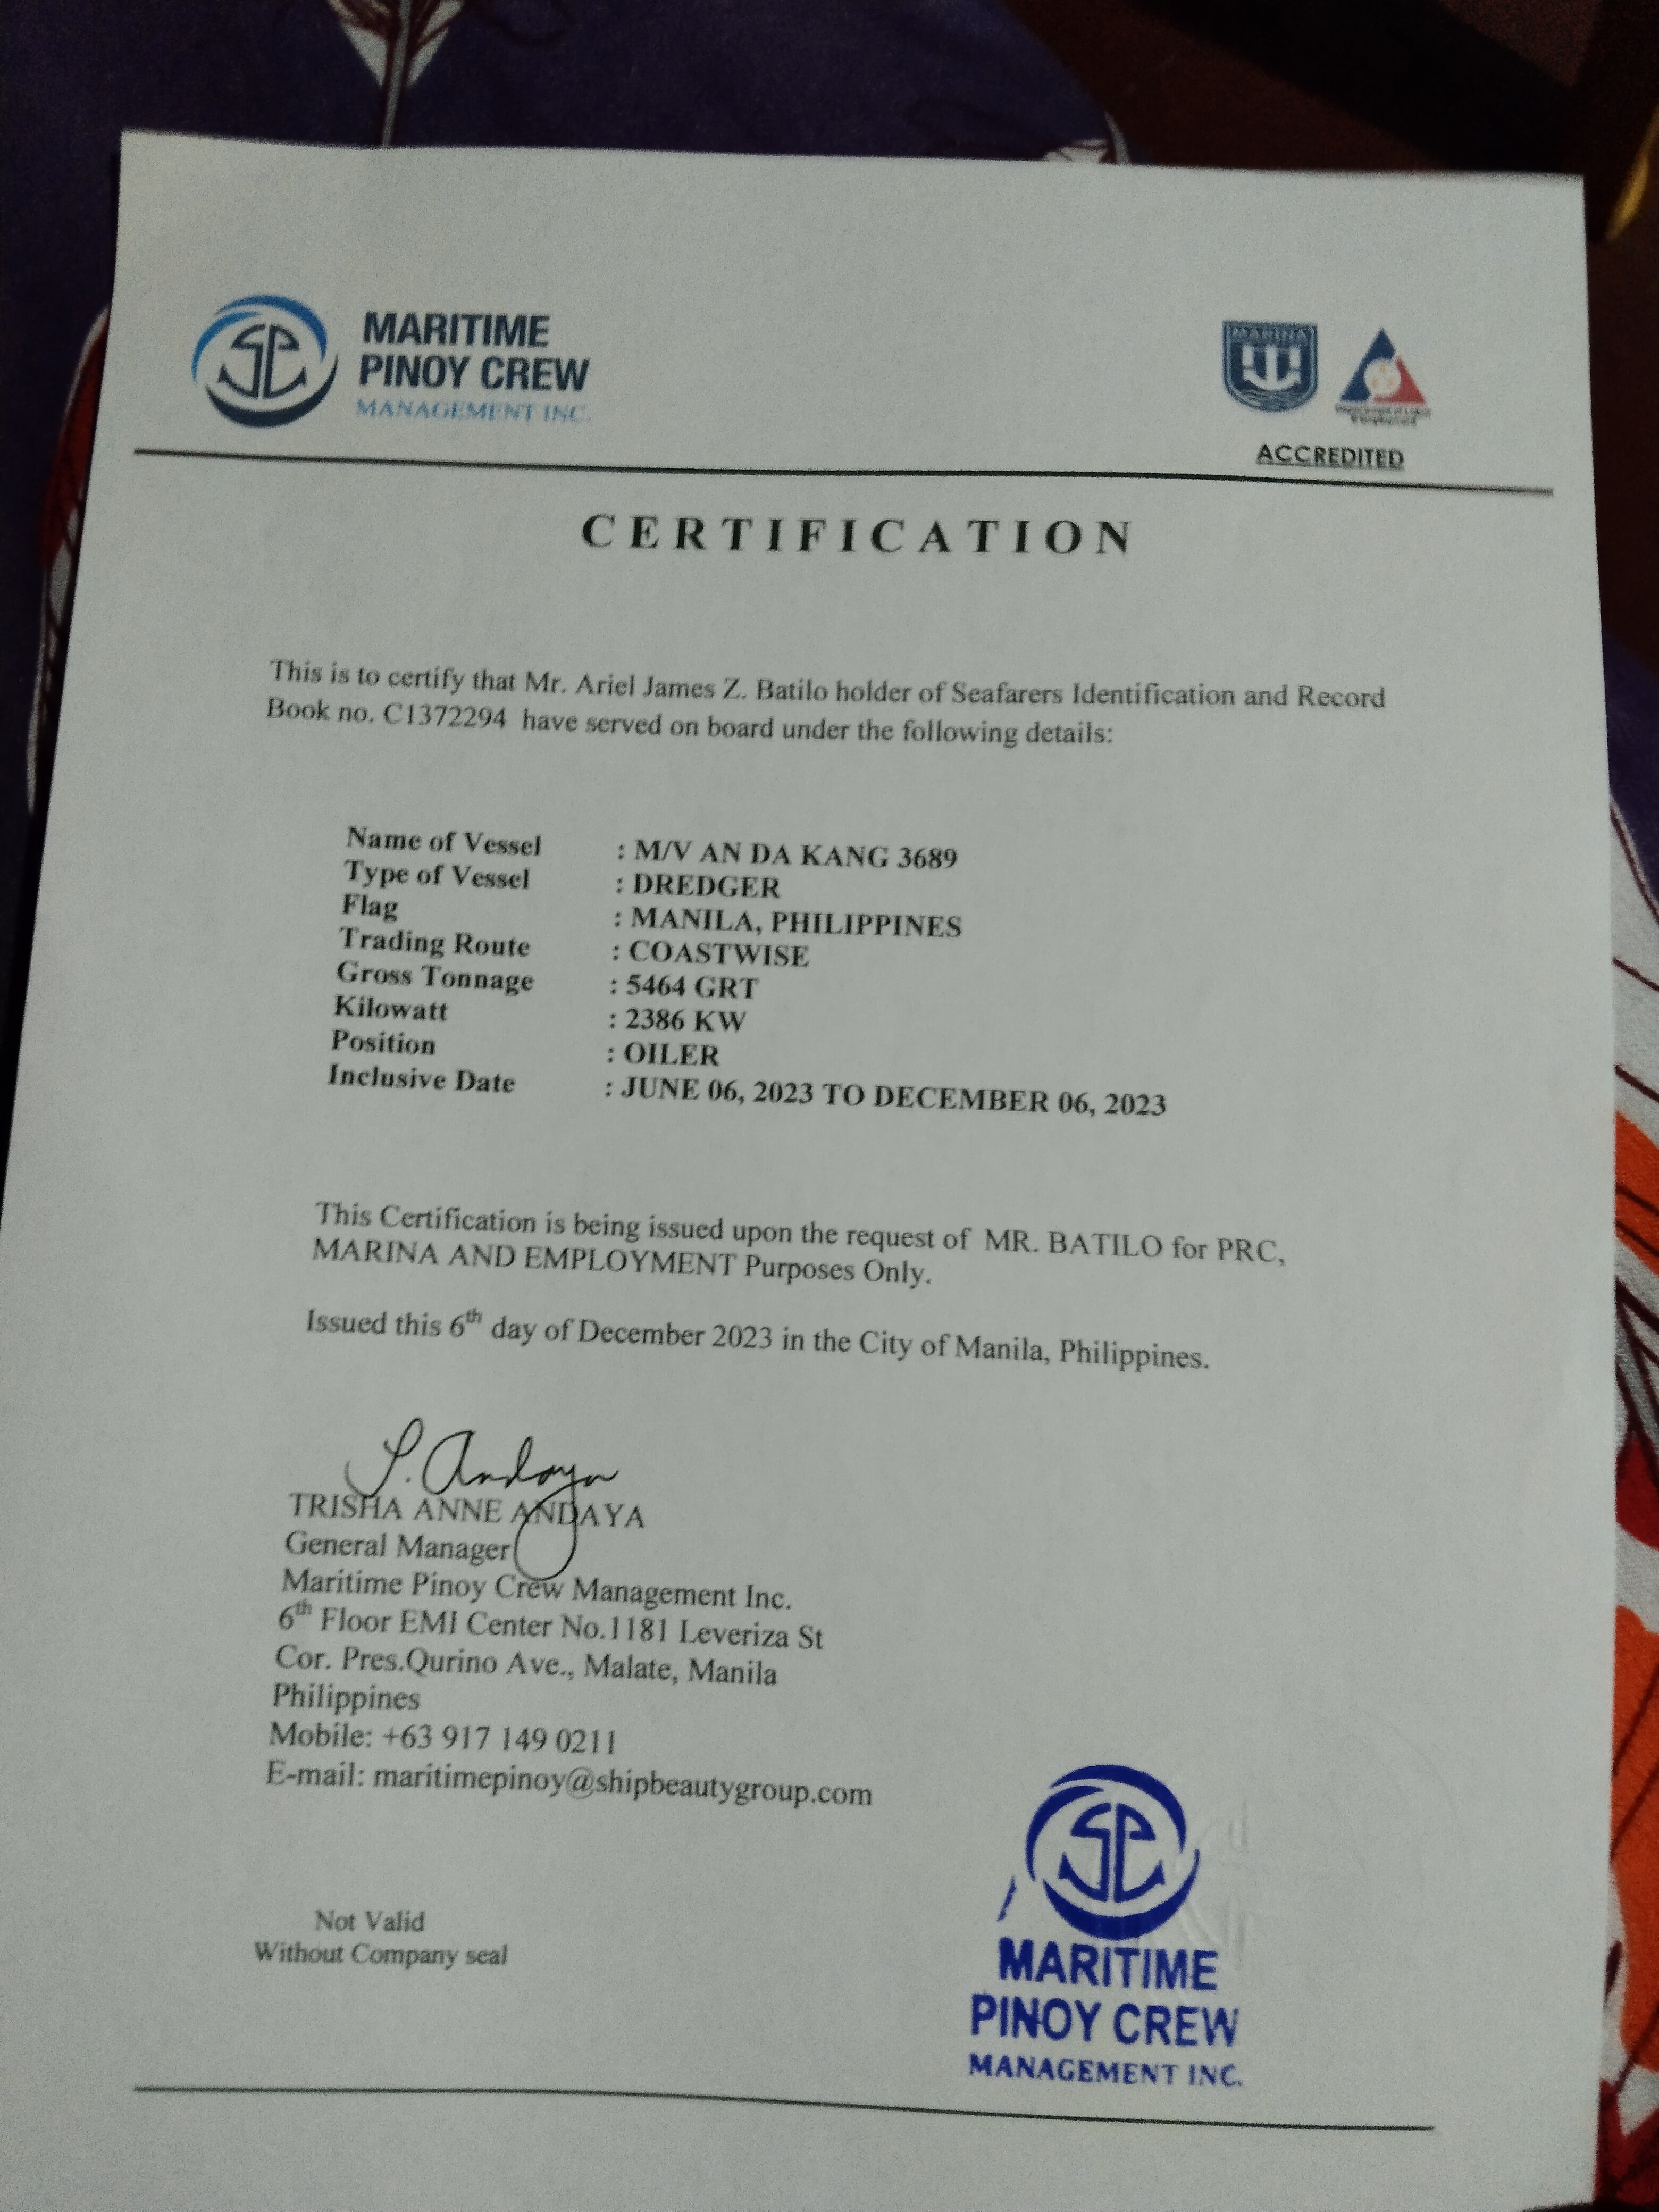 MARITIME
PINOY CREW
MANAGEMENT INC.
MARINA
ACCREDITED
CERTIFICATION
This is to certify that Mr. Ariel James Z. Batilo holder of Seafarers Identification and Record
Book no. C1372294 have served on board under the following details:
Name of Vessel : M/V AN DA KANG 3689
Type of Vessel : DREDGER
Flag : MANILA, PHILIPPINES
Trading Route : COASTWISE
Gross Tonnage : 5464 GRT
Kilowatt : 2386 KW
Position : OILER
Inclusive Date : JUNE 06, 2023 TO DECEMBER 06, 2023
This Certification is being issued upon the request of MR. BATILO for PRC,
MARINA AND EMPLOYMENT Purposes Only.
Issued this 6th day of December 2023 in the City of Manila, Philippines.
TRISHA ANNE ANDAYA
General Manager
Maritime Pinoy Crew Management Inc.
6th Floor EMI Center No.1181 Leveriza St
Cor. Pres.Qurino Ave., Malate, Manila
Philippines
Mobile: +63 917 149 0211
E-mail: maritimepinoy@shipbeautygroup.com
Not Valid
Without Company seal
MARITIME
PINOY CREW
MANAGEMENT INC.